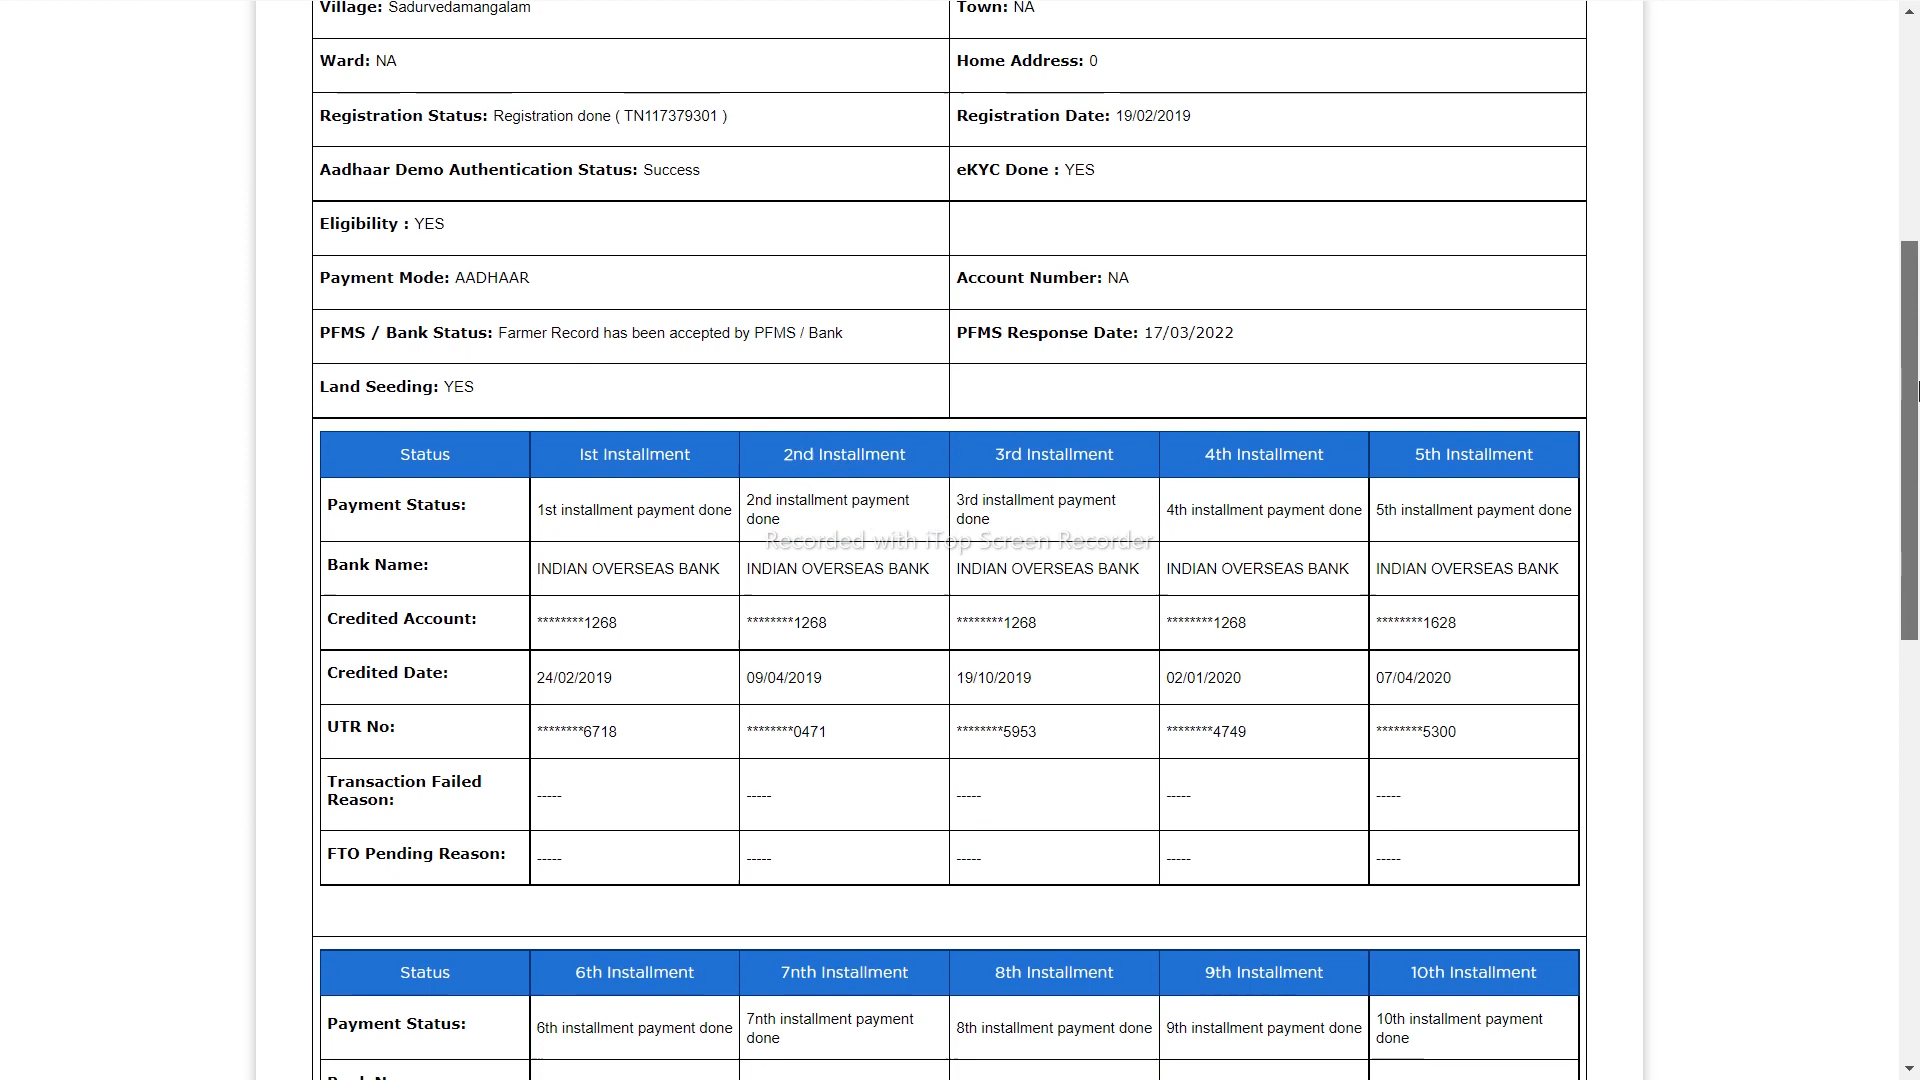 Village: Sadurvedamangalam
Town: NA
Ward: NA
Home Address: 0
Registration Status: Registration done ( TN117379301 )
Registration Date: 19/02/2019
Aadhaar Demo Authentication Status: Success
eKYC Done : YES
Eligibility : YES
Payment Mode: AADHAAR
Account Number: NA
PFMS / Bank Status: Farmer Record has been accepted by PFMS / Bank
PFMS Response Date: 17/03/2022
Land Seeding: YES
Status
1st Installment
2nd Installment
3rd Installment
4th Installment
5th Installment
Payment Status:
1st installment payment done
2nd installment payment
done
3rd installment payment
done
4th installment payment done
5th installment payment done
Recorded with iTop Screen Recorder
Bank Name:
INDIAN OVERSEAS BANK
INDIAN OVERSEAS BANK
INDIAN OVERSEAS BANK
INDIAN OVERSEAS BANK
INDIAN OVERSEAS BANK
Credited Account:
********1268
********1268
********1268
********1268
********1628
Credited Date:
24/02/2019
09/04/2019
19/10/2019
02/01/2020
07/04/2020
UTR No:
********6718
********0471
********5953
********4749
********5300
Transaction Failed
Reason:
-----
-----
-----
-----
-----
FTO Pending Reason:
-----
-----
-----
-----
-----
Status
6th Installment
7nth Installment
8th Installment
9th Installment
10th Installment
Payment Status:
6th installment payment done
7nth installment payment
done
8th installment payment done
9th installment payment done
10th installment payment
done